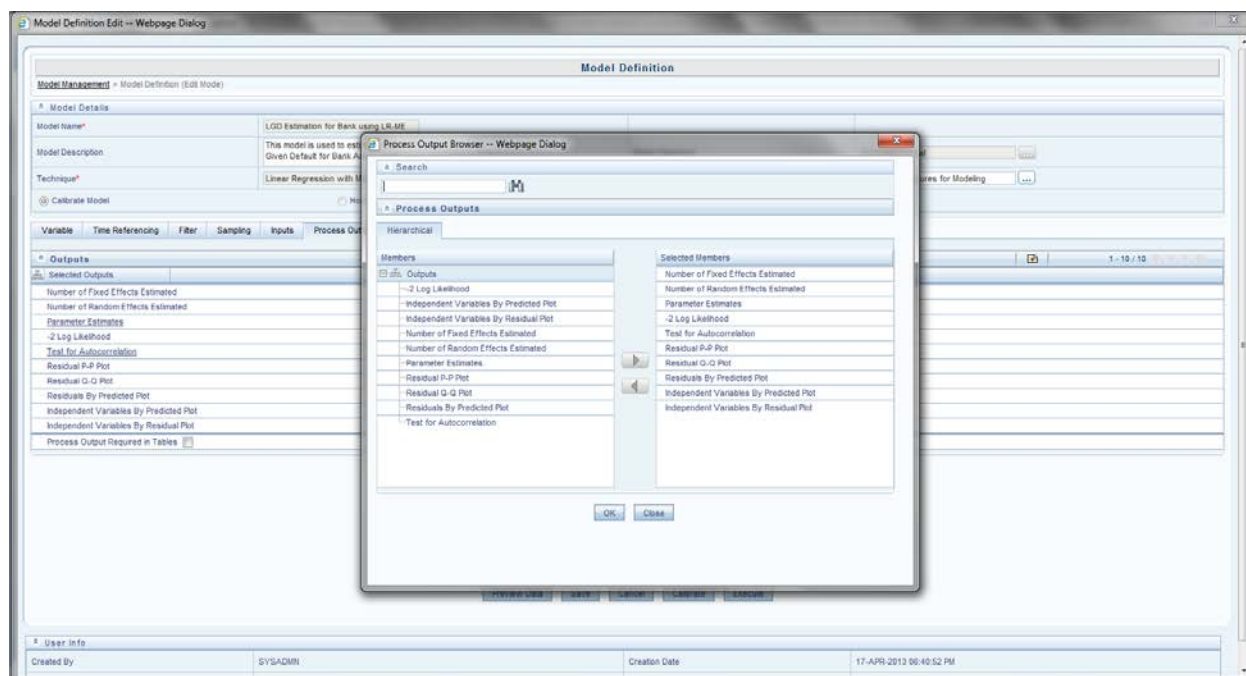 Model Definition Edit -- Webpage Dialog
Model Definition
Model Management » Model Definition (Edit Mode)
Model Details
Model Name*
LGD Estimation for Bank using LR-ME
Model Description
This model is used to esti
Given Default for Bank A
Technique*
Linear Regression with M
ures for Modeling
Calibrate Model
Variable Time Referencing Filter Sampling Inputs Process Out
Outputs
1 - 10 / 10
Selected Outputs
Number of Fixed Effects Estimated
Number of Random Effects Estimated
Parameter Estimates
-2 Log Likelihood
Test for Autocorrelation
Residual P-P Plot
Residual Q-Q Plot
Residuals By Predicted Plot
Independent Variables By Predicted Plot
Independent Variables By Residual Plot
Process Output Required in Tables
Process Output Browser -- Webpage Dialog
Search
Process Outputs
Hierarchical
Members
Outputs
-2 Log Likelihood
Independent Variables By Predicted Plot
Independent Variables By Residual Plot
Number of Fixed Effects Estimated
Number of Random Effects Estimated
Parameter Estimates
Residual P-P Plot
Residual Q-Q Plot
Residuals By Predicted Plot
Test for Autocorrelation
Selected Members
Number of Fixed Effects Estimated
Number of Random Effects Estimated
Parameter Estimates
-2 Log Likelihood
Test for Autocorrelation
Residual P-P Plot
Residual Q-Q Plot
Residuals By Predicted Plot
Independent Variables By Predicted Plot
Independent Variables By Residual Plot
OK Close
Preview Data Save Cancel Calibrate Execute
User Info
Created By
SYSADMN
Creation Date
17-APR-2013 06:40:52 PM